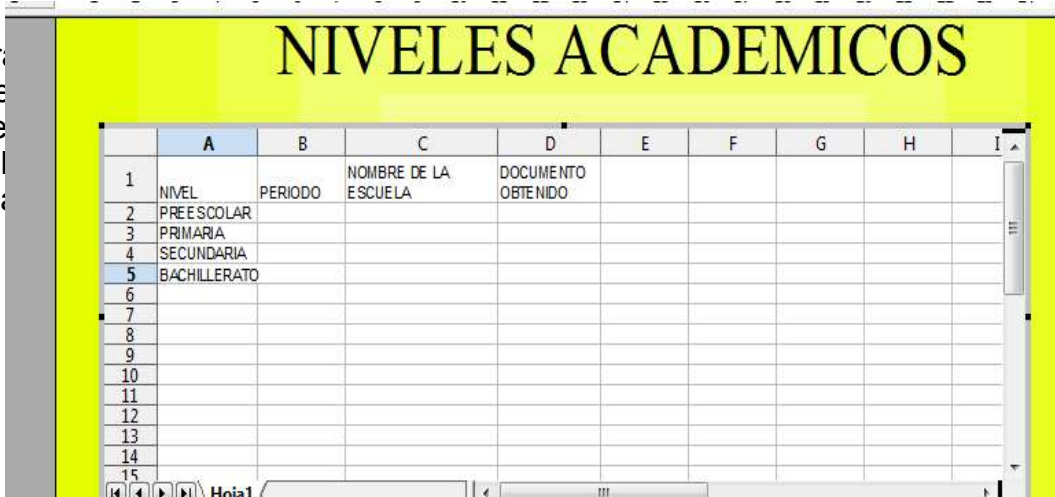 NIVELES ACADEMICOS
A B C D E F G H I
1 NIVEL PERIODO NOMBRE DE LA ESCUELA DOCUMENTO OBTENIDO
2 PREESCOLAR
3 PRIMARIA
4 SECUNDARIA
5 BACHILLERATO
6
7
8
9
10
11
12
13
14
15
Hoja1